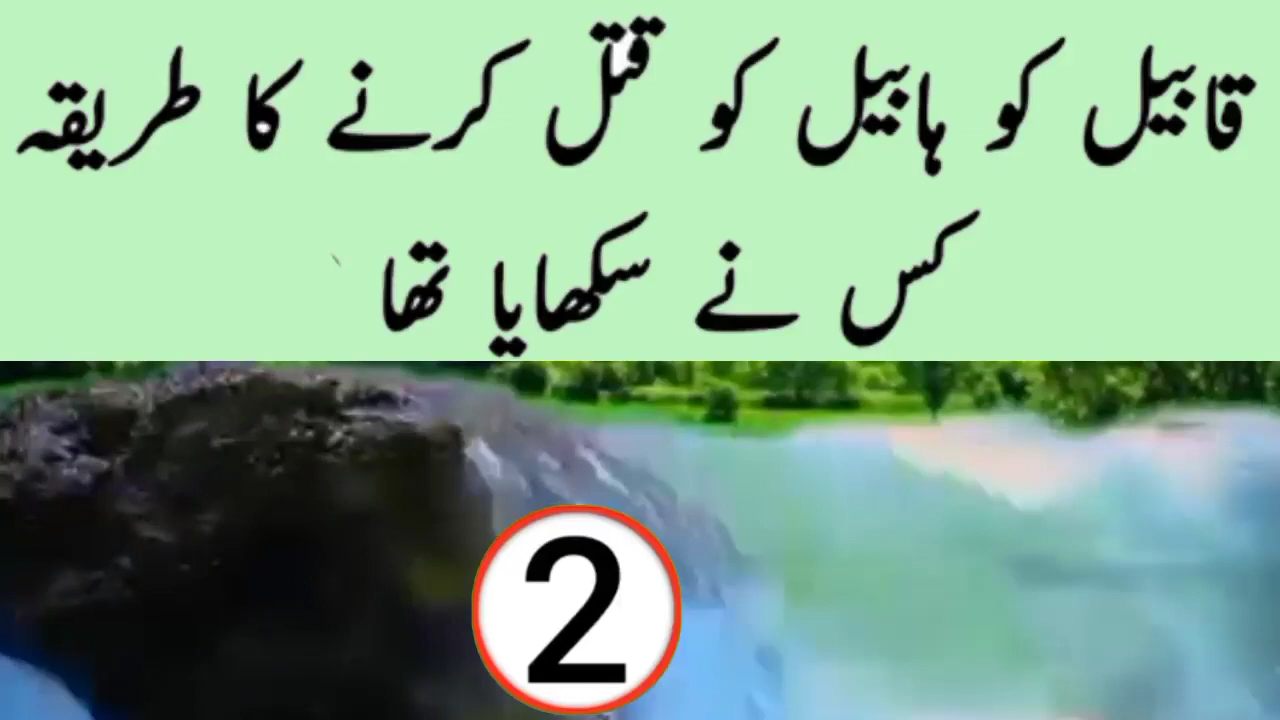 قابیل کو ہابیل کو قتل کرنے کا طریقہ
کس نے سکھایا تھا
2